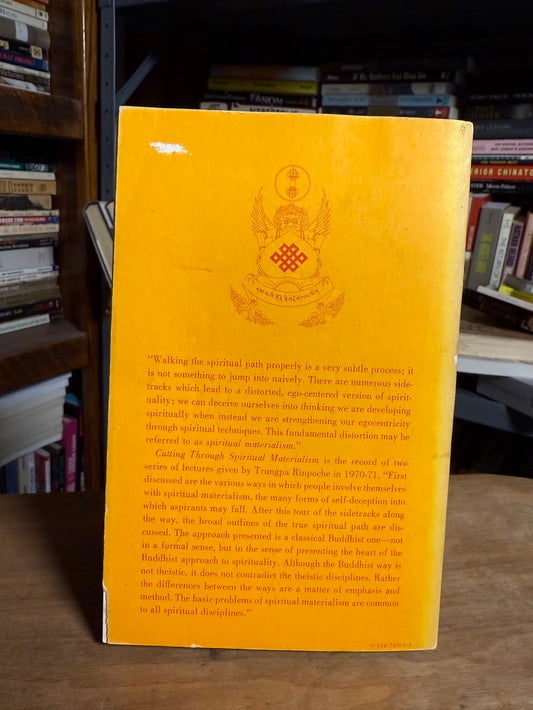 "Walking the spiritual path properly is a very subtle process; it
is not something to jump into naively. There are numerous side-
tracks which lead to a distorted, ego-centered version of spirit-
uality; we can deceive ourselves into thinking we are developing
spiritually when instead we are strengthening our egocentricity
through spiritual techniques. This fundamental distortion may be
referred to as spiritual materialism."
Cutting Through Spiritual Materialism is the record of two
series of lectures given by Trungpa Rinpoche in 1970-71. "First
discussed are the various ways in which people involve themselves
with spiritual materialism, the many forms of self-deception into
which aspirants may fall. After this tour of the sidetracks along
the way, the broad outlines of the true spiritual path are dis-
cussed. The approach presented is a classical Buddhist one—not
in a formal sense, but in the sense of presenting the heart of the
Buddhist approach to spirituality. Although the Buddhist way is
not theistic, it does not contradict the theistic disciplines. Rather
the differences between the ways are a matter of emphasis and
method. The basic problems of spiritual materialism are common
to all spiritual disciplines."
FANON
Moon Palace